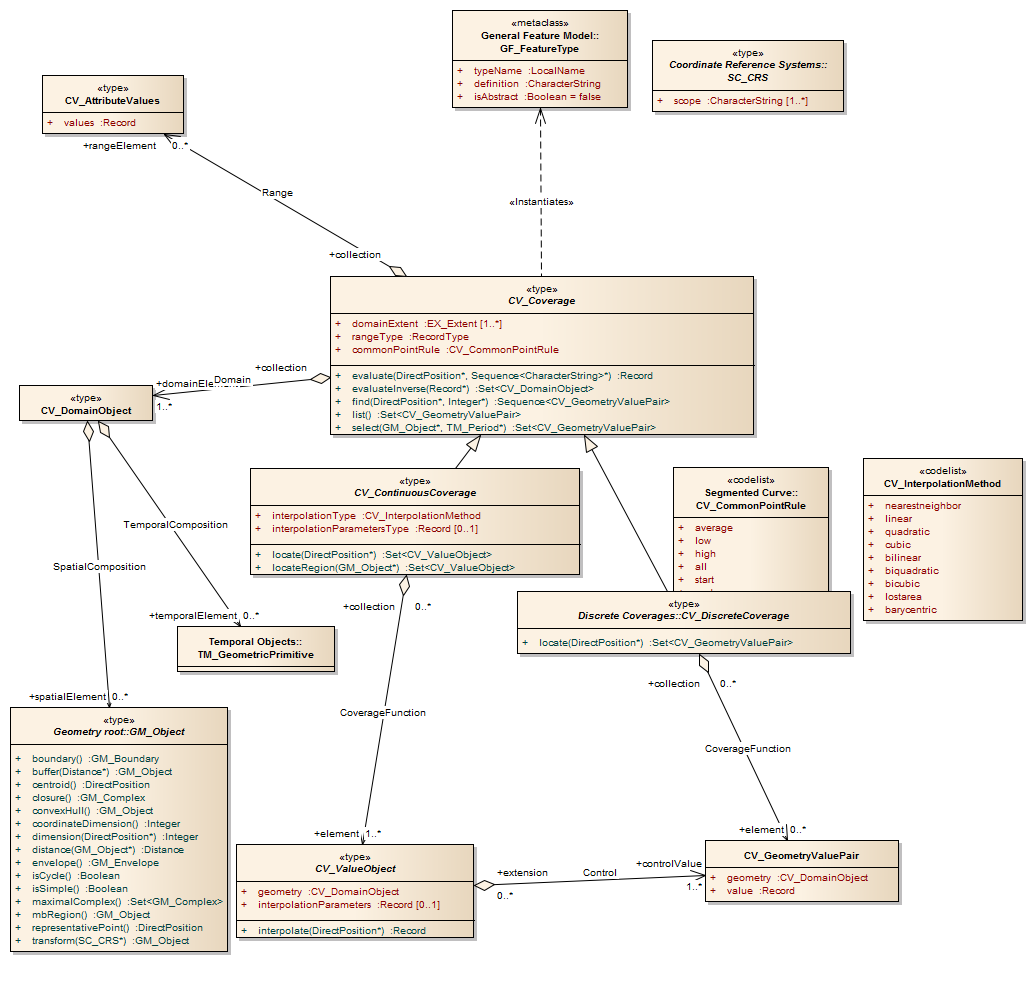 «metaclass»
General Feature Model::
GF_FeatureType
+ typeName :LocalName
+ definition :CharacterString
+ isAbstract :Boolean = false
«type»
Coordinate Reference Systems::
SC_CRS
+ scope :CharacterString [1..*]
«type»
CV_AttributeValues
+ values :Record
+rangeElement 0..*
Range
«Instantiates»
+collection
«type»
CV_Coverage
+ domainExtent :EX_Extent [1..*]
+ rangeType :RecordType
+ commonPointRule :CV_CommonPointRule
+ evaluate(DirectPosition*, Sequence<CharacterString>*) :Record
+ evaluateInverse(Record*) :Set<CV_DomainObject>
+ find(DirectPosition*, Integer*) :Sequence<CV_GeometryValuePair>
+ list() :Set<CV_GeometryValuePair>
+ select(GM_Object*, TM_Period*) :Set<CV_GeometryValuePair>
+collection
Domain
1..*
«type»
CV_DomainObject
TemporalComposition
SpatialComposition
+temporalElement 0..*
Temporal Objects::
TM_GeometricPrimitive
+spatialElement 0..*
«type»
Geometry root::GM_Object
+ boundary() :GM_Boundary
+ buffer(Distance*) :GM_Object
+ centroid() :DirectPosition
+ closure() :GM_Complex
+ convexHull() :GM_Object
+ coordinateDimension() :Integer
+ dimension(DirectPosition*) :Integer
+ distance(GM_Object*) :Distance
+ envelope() :GM_Envelope
+ isCycle() :Boolean
+ isSimple() :Boolean
+ maximalComplex() :Set<GM_Complex>
+ mbRegion() :GM_Object
+ representativePoint() :DirectPosition
+ transform(SC_CRS*) :GM_Object
«type»
CV_ContinuousCoverage
+ interpolationType :CV_InterpolationMethod
+ interpolationParametersType :Record [0..1]
+ locate(DirectPosition*) :Set<CV_ValueObject>
+ locateRegion(GM_Object*) :Set<CV_ValueObject>
«codelist»
Segmented Curve::
CV_CommonPointRule
+ average
+ low
+ high
+ all
+ start
«codelist»
CV_InterpolationMethod
+ nearestneighbor
+ linear
+ quadratic
+ cubic
+ bilinear
+ biquadratic
+ bicubic
+ lostarea
+ barycentric
«type»
Discrete Coverages::CV_DiscreteCoverage
+ locate(DirectPosition*) :Set<CV_GeometryValuePair>
+collection 0..*
CoverageFunction
+element 1..*
+collection 0..*
CoverageFunction
+element 0..*
«type»
CV_ValueObject
+ geometry :CV_DomainObject
+ interpolationParameters :Record [0..1]
+ interpolate(DirectPosition*) :Record
+extension
0..*
Control
+controlValue
1..*
CV_GeometryValuePair
+ geometry :CV_DomainObject
+ value :Record